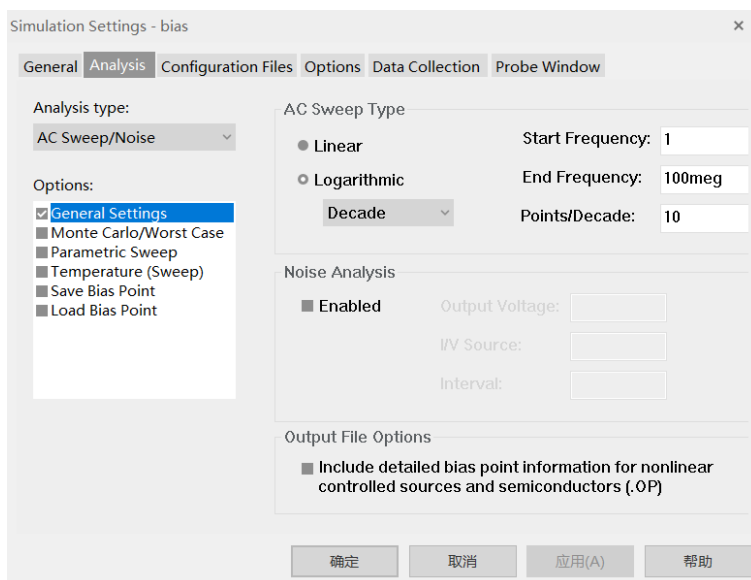 Simulation Settings - bias
General Analysis Configuration Files Options Data Collection Probe Window
Analysis type:
AC Sweep/Noise
Options:
General Settings
Monte Carlo/Worst Case
Parametric Sweep
Temperature (Sweep)
Save Bias Point
Load Bias Point
AC Sweep Type
Linear
Logarithmic
Decade
Start Frequency: 1
End Frequency: 100meg
Points/Decade: 10
Noise Analysis
Enabled
Output Voltage:
I/V Source:
Interval:
Output File Options
Include detailed bias point information for nonlinear
controlled sources and semiconductors (.OP)
确定 取消 应用(A) 帮助